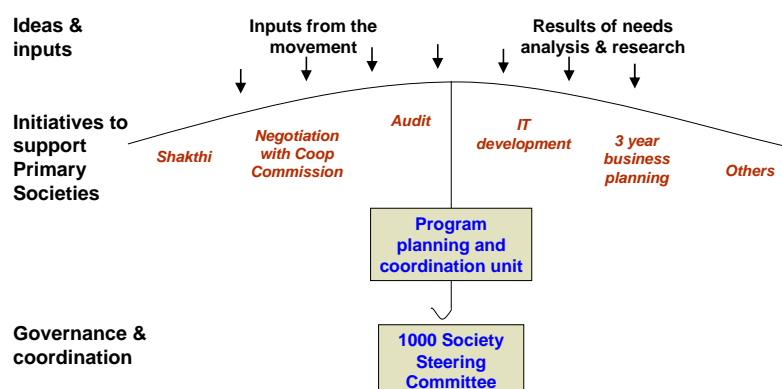 Ideas &
inputs
Inputs from the
movement
Results of needs
analysis & research
Initiatives to
support
Primary
Societies
Shakthi
Negotiation
with Coop
Commission
Audit
IT
development
3 year
business
planning
Others
Program
planning and
coordination unit
Governance &
coordination
1000 Society
Steering
Committee